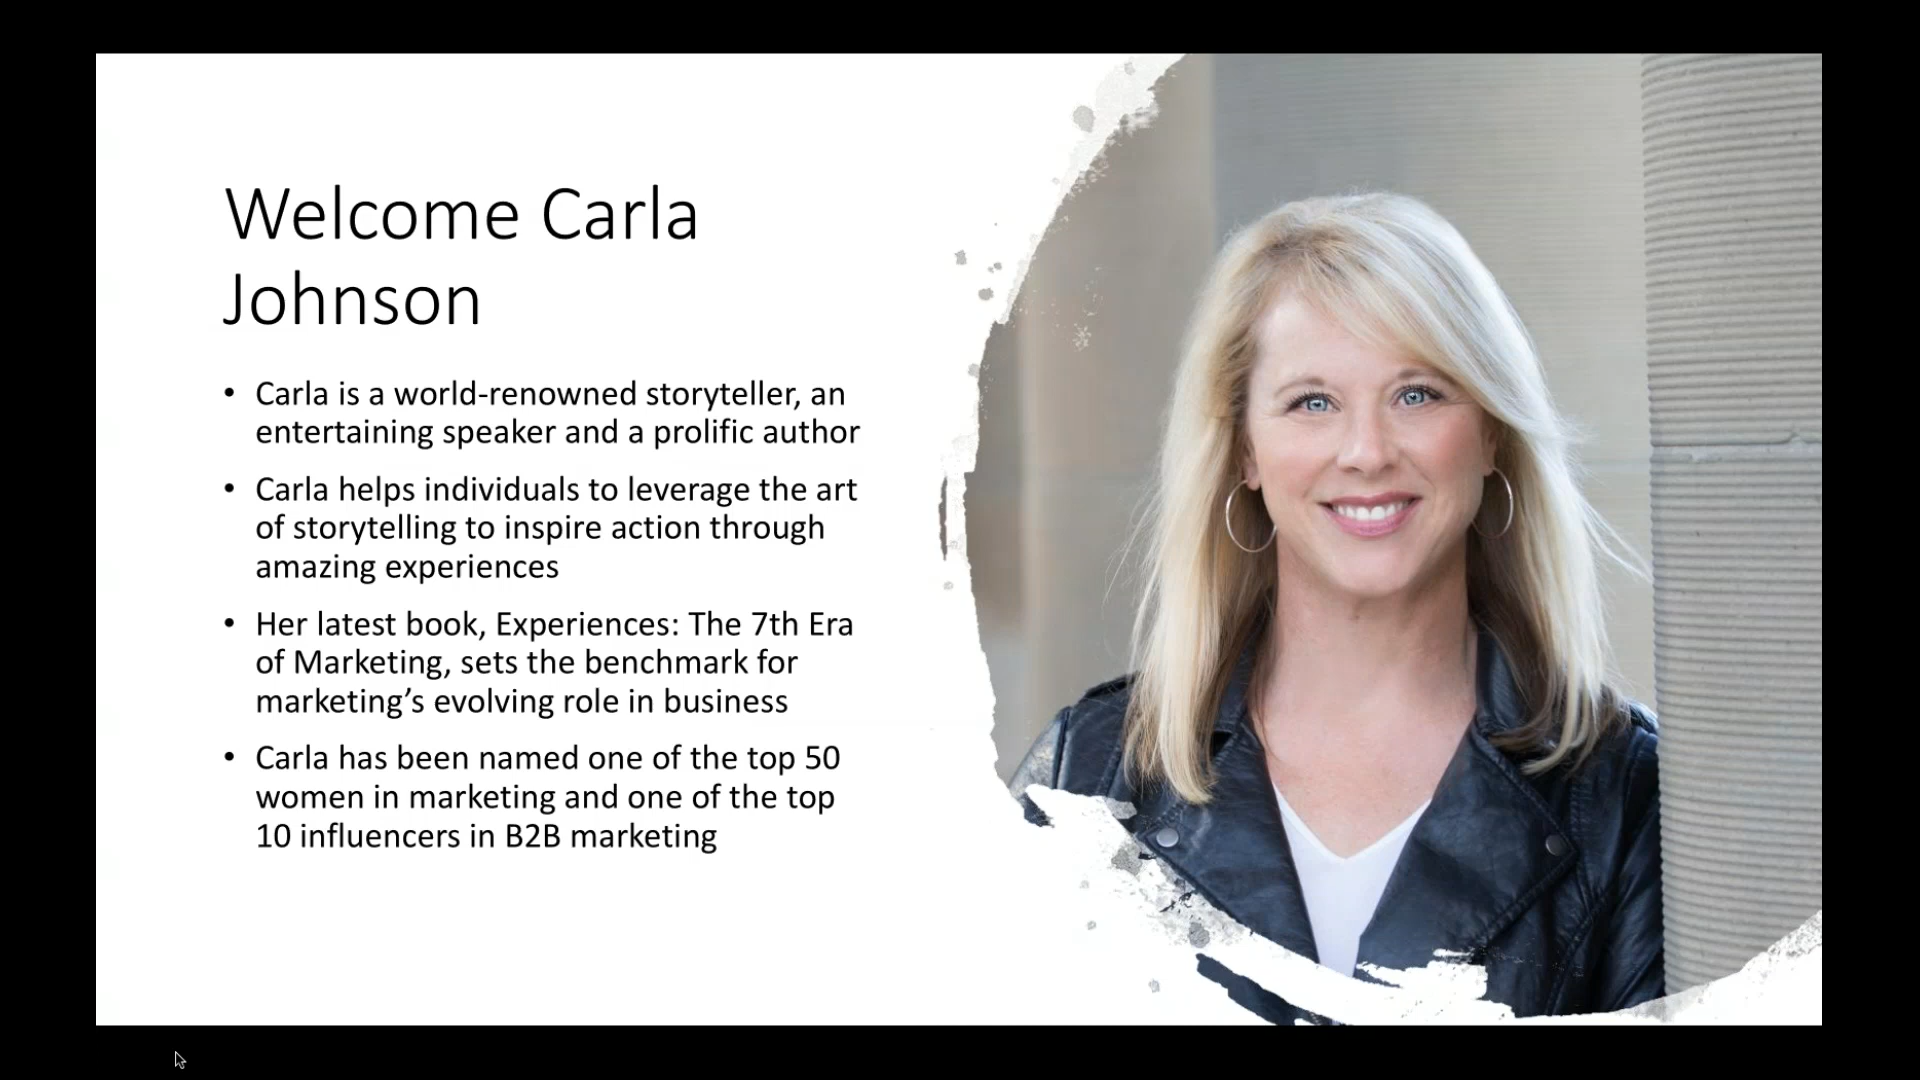 Welcome Carla
Johnson
• Carla is a world-renowned storyteller, an
entertaining speaker and a prolific author
• Carla helps individuals to leverage the art
of storytelling to inspire action through
amazing experiences
• Her latest book, Experiences: The 7th Era
of Marketing, sets the benchmark for
marketing’s evolving role in business
• Carla has been named one of the top 50
women in marketing and one of the top
10 influencers in B2B marketing